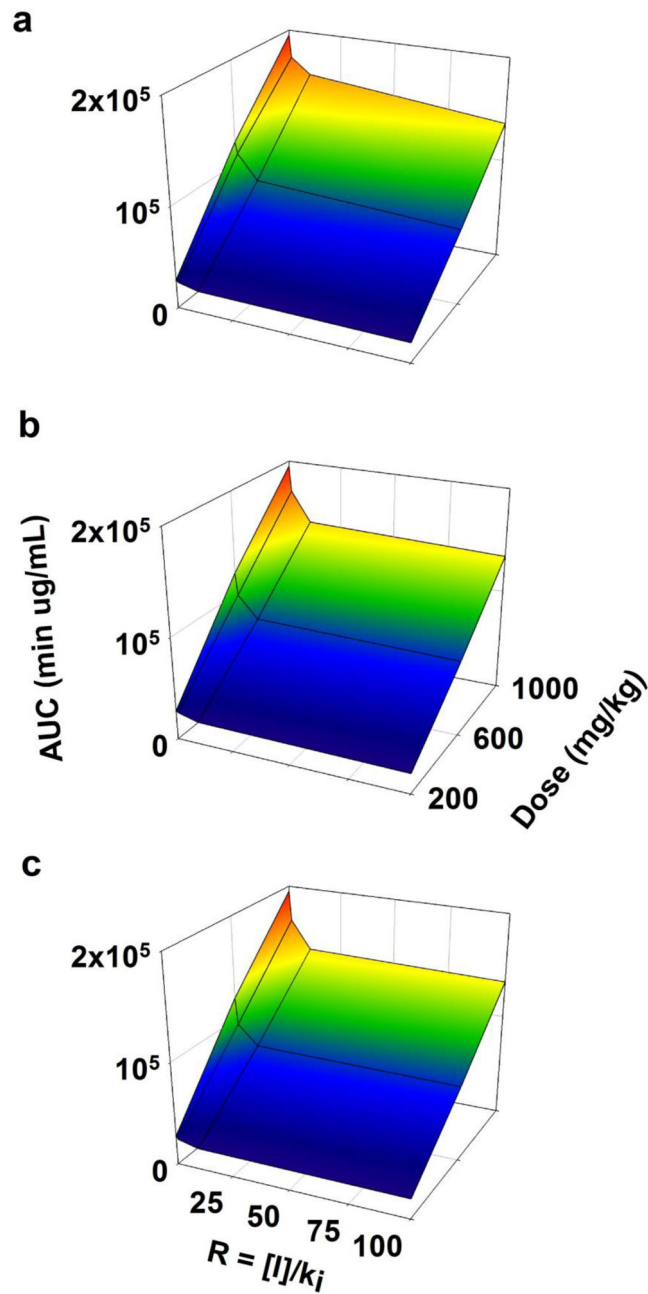 a
2x10⁵
10⁵
0
b
2x10⁵
10⁵
0
AUC (min ug/mL)
1000
600
200
Dose (mg/kg)
c
2x10⁵
10⁵
0
25
50
75
100
R = [I]/kᵢ